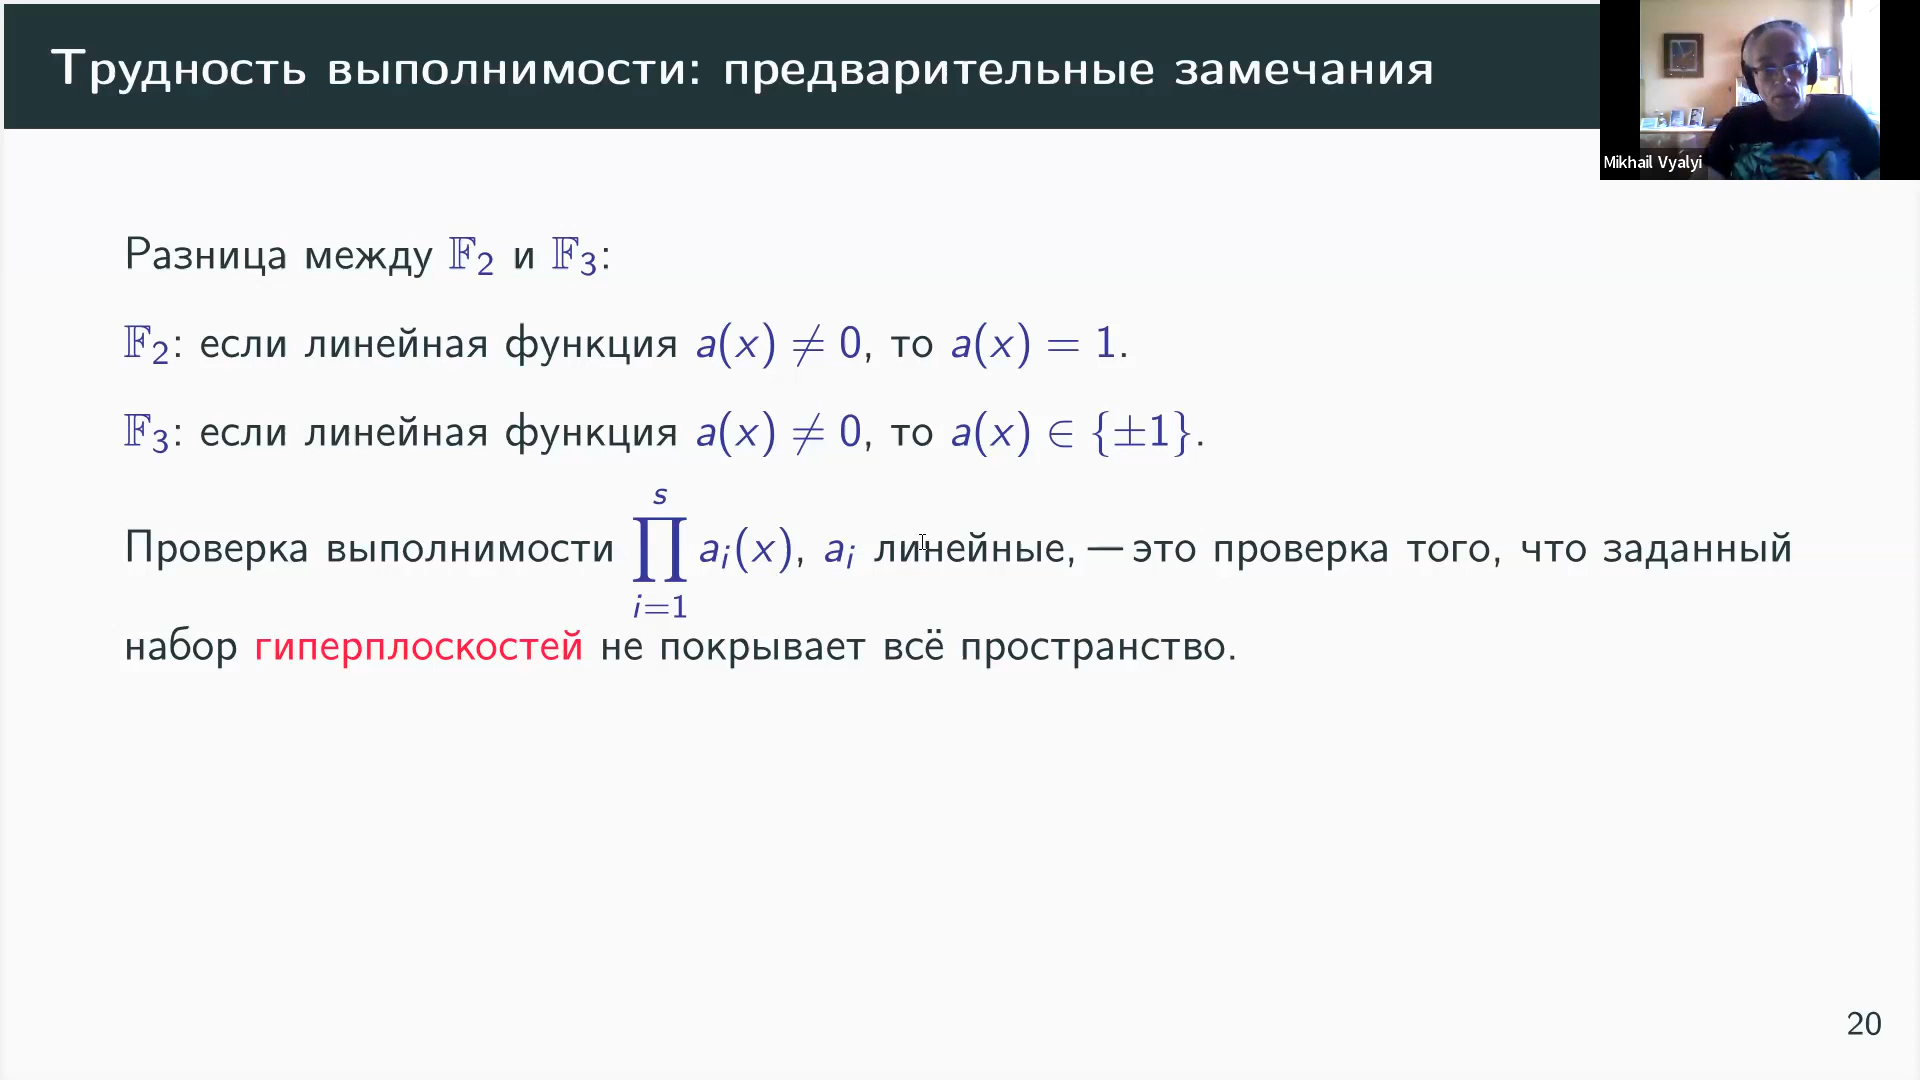 Трудность выполнимости: предварительные замечания
Mikhail Vyalyi
Разница между 𝔽₂ и 𝔽₃:
𝔽₂: если линейная функция a(x) ≠ 0, то a(x) = 1.
𝔽₃: если линейная функция a(x) ≠ 0, то a(x) ∈ {±1}.
Проверка выполнимости ∏_{i=1}^{s} aᵢ(x), aᵢ линейные, — это проверка того, что заданный
набор гиперплоскостей не покрывает всё пространство.
20